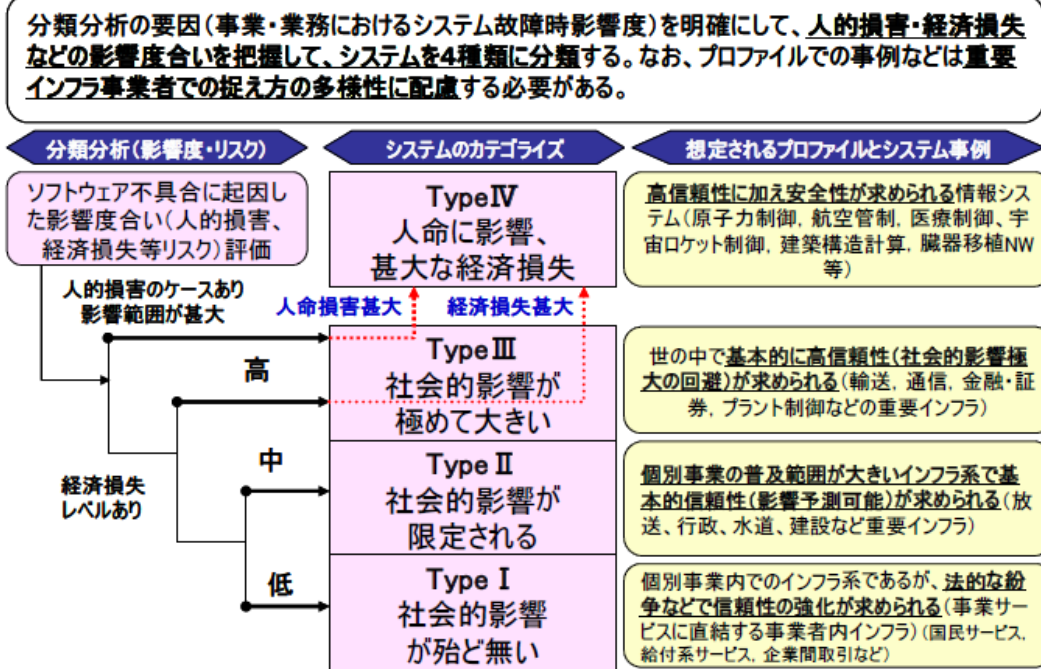 分類分析の要因（事業・業務におけるシステム故障時影響度）を明確にして、人的損害・経済損失
などの影響度合いを把握して、システムを4種類に分類する。なお、プロファイルでの事例などは重要
インフラ事業者での捉え方の多様性に配慮する必要がある。
分類分析（影響度・リスク）
システムのカテゴライズ
想定されるプロファイルとシステム事例
ソフトウェア不具合に起因し
た影響度合い（人的損害、
経済損失等リスク）評価
TypeⅣ
人命に影響、
甚大な経済損失
高信頼性に加え安全性が求められる情報シス
テム（原子力制御, 航空管制, 医療制御、宇
宙ロケット制御, 建築構造計算, 臓器移植NW
等）
人的損害のケースあり
影響範囲が甚大
人命損害甚大
経済損失甚大
高
TypeⅢ
社会的影響が
極めて大きい
世の中で基本的に高信頼性（社会的影響極
大の回避）が求められる（輸送, 通信, 金融・証
券, プラント制御などの重要インフラ）
経済損失
レベルあり
中
TypeⅡ
社会的影響が
限定される
個別事業の普及範囲が大きいインフラ系で基
本的信頼性（影響予測可能）が求められる（放
送、行政、水道、建設など重要インフラ）
低
TypeⅠ
社会的影響
が殆ど無い
個別事業内でのインフラ系であるが、法的な紛
争などで信頼性の強化が求められる（事業サー
ビスに直結する事業者内インフラ）（国民サービス,
給付系サービス, 企業間取引など）